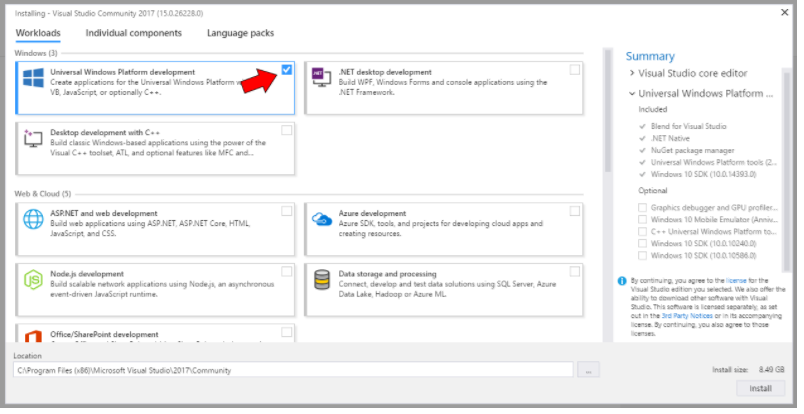 Installing - Visual Studio Community 2017 (15.0.26228.0)
Workloads Individual components Language packs
Windows (3)
Universal Windows Platform development
Create applications for the Universal Windows Platform
VB, JavaScript, or optionally C++.
.NET
.NET desktop development
Build WPF, Windows Forms and console applications using the
.NET Framework.
Desktop development with C++
Build classic Windows-based applications using the power of the
Visual C++ toolset, ATL, and optional features like MFC and...
Web & Cloud (5)
ASP.NET and web development
Build web applications using ASP.NET, ASP.NET Core, HTML,
JavaScript, and CSS.
Azure development
Azure SDK, tools, and projects for developing cloud apps and
creating resources.
Node.js development
Build scalable network applications using Node.js, an asynchronous
event-driven JavaScript runtime.
Data storage and processing
Connect, develop and test data solutions using SQL Server, Azure
Data Lake, Hadoop or Azure ML.
Office/SharePoint development
Summary
Visual Studio core editor
Universal Windows Platform ...
Included
Blend for Visual Studio
.NET Native
NuGet package manager
Universal Windows Platform tools (2...
Windows 10 SDK (10.0.14393.0)
Optional
Graphics debugger and GPU profiler...
Windows 10 Mobile Emulator (Anniv...
C++ Universal Windows Platform to...
Windows 10 SDK (10.0.10240.0)
Windows 10 SDK (10.0.10586.0)
By continuing, you agree to the license for the
Visual Studio edition you selected. We also offer the
ability to download other software with Visual
Studio. This software is licensed separately, as set
out in the 3rd Party Notices or in its accompanying
license. By continuing, you also agree to those
licenses.
Location
C:\Program Files (x86)\Microsoft Visual Studio\2017\Community
...
Install size: 8.49 GB
Install